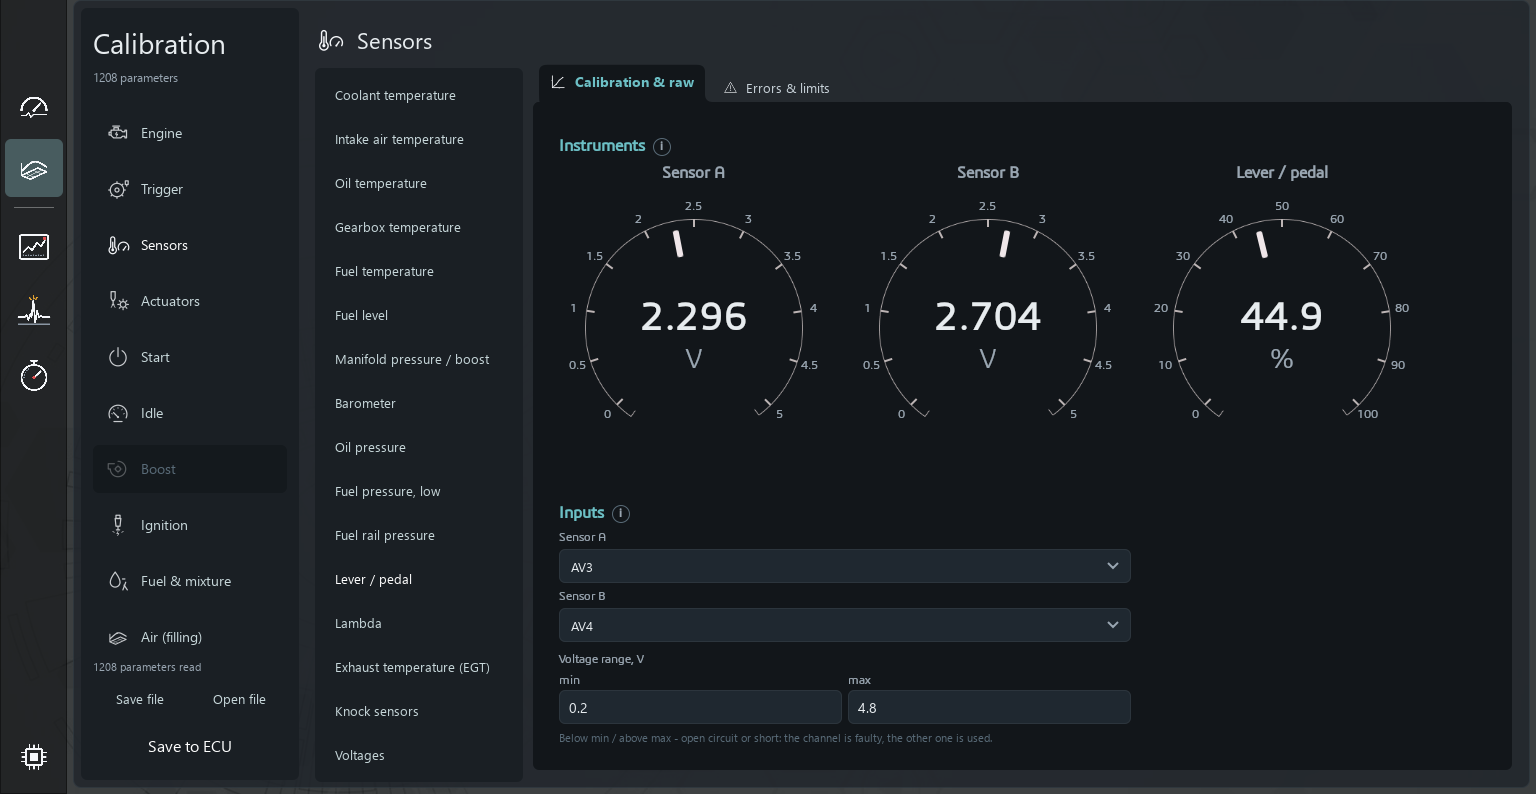 Calibration
1208 parameters
Engine
Trigger
Sensors
Actuators
Start
Idle
Boost
Ignition
Fuel & mixture
Air (filling)
1208 parameters read
Save file
Open file
Save to ECU
Sensors
Coolant temperature
Intake air temperature
Oil temperature
Gearbox temperature
Fuel temperature
Fuel level
Manifold pressure / boost
Barometer
Oil pressure
Fuel pressure, low
Fuel rail pressure
Lever / pedal
Lambda
Exhaust temperature (EGT)
Knock sensors
Voltages
Calibration & raw
Errors & limits
Instruments i
Sensor A
0
0.5
1
1.5
2
2.5
3
3.5
4
4.5
5
2.296
V
Sensor B
0
0.5
1
1.5
2
2.5
3
3.5
4
4.5
5
2.704
V
Lever / pedal
0
10
20
30
40
50
60
70
80
90
100
44.9
%
Inputs i
Sensor A
AV3
Sensor B
AV4
Voltage range, V
min
max
0.2
4.8
Below min / above max - open circuit or short: the channel is faulty, the other one is used.